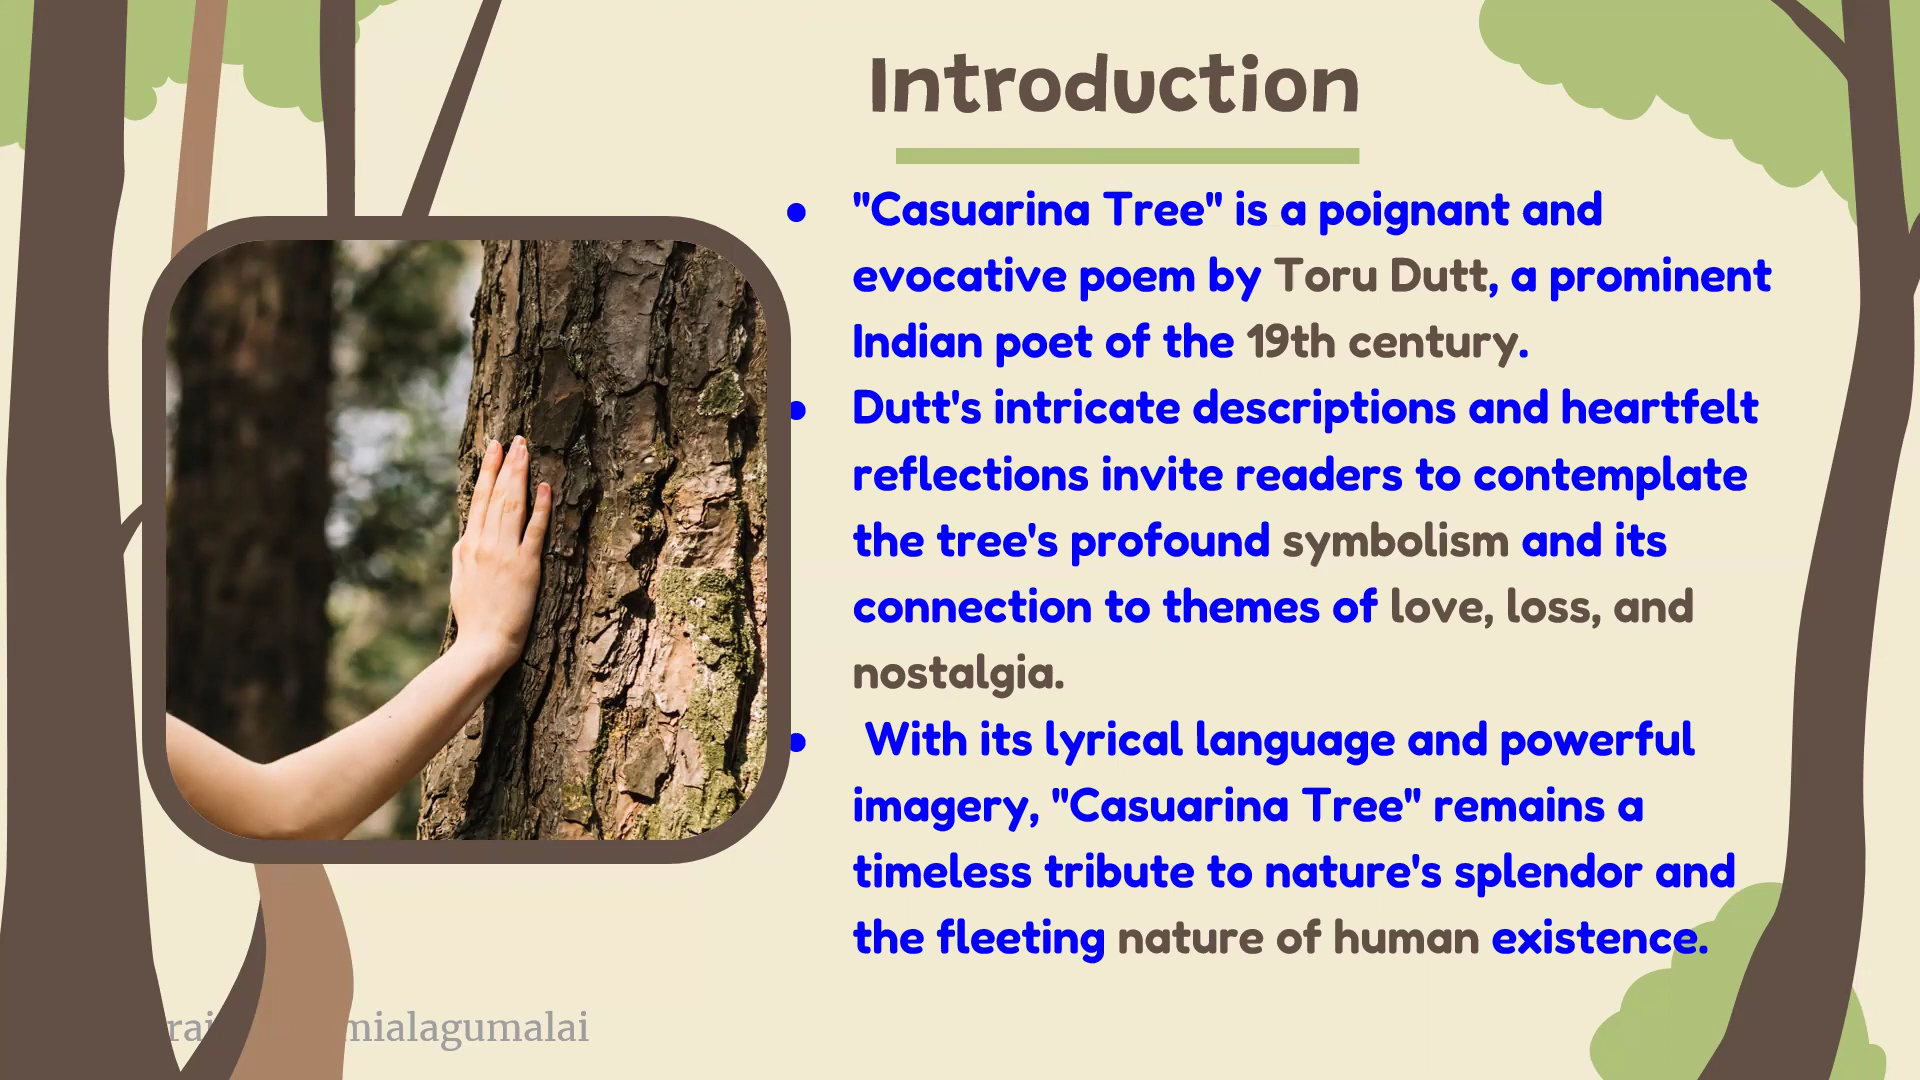 Introduction
• "Casuarina Tree" is a poignant and
evocative poem by Toru Dutt, a prominent
Indian poet of the 19th century.
• Dutt's intricate descriptions and heartfelt
reflections invite readers to contemplate
the tree's profound symbolism and its
connection to themes of love, loss, and
nostalgia.
• With its lyrical language and powerful
imagery, "Casuarina Tree" remains a
timeless tribute to nature's splendor and
the fleeting nature of human existence.